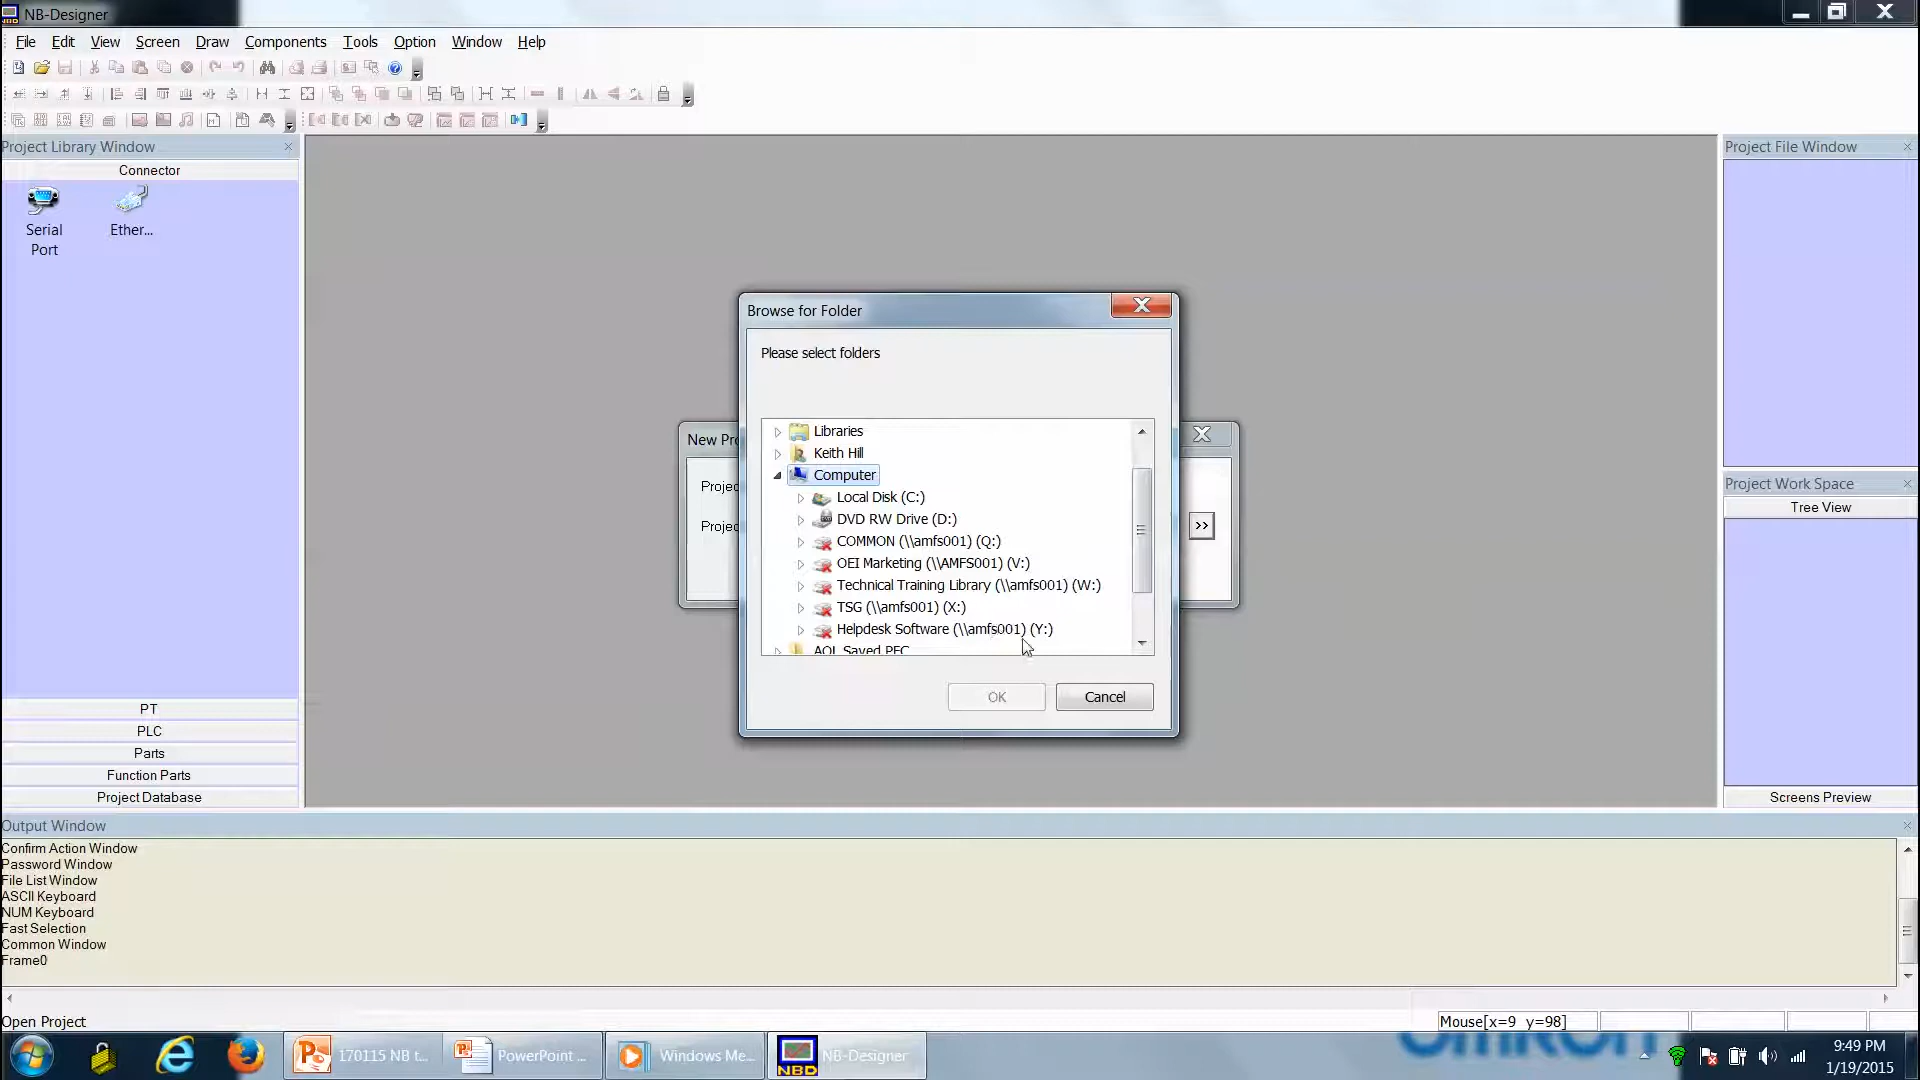 NB-Designer
File Edit View Screen Draw Components Tools Option Window Help
Project Library Window
Connector
Serial Port
Ether...
PT
PLC
Parts
Function Parts
Project Database
Browse for Folder
Please select folders
Libraries
Keith Hill
Computer
Local Disk (C:)
DVD RW Drive (D:)
COMMON (\\amfs001) (Q:)
OEI Marketing (\\AMFS001) (V:)
Technical Training Library (\\amfs001) (W:)
TSG (\\amfs001) (X:)
Helpdesk Software (\\amfs001) (Y:)
AOL Saved PFC
OK Cancel
New Pro
Projec
Projec
>>
Project File Window
Project Work Space
Tree View
Screens Preview
Output Window
Confirm Action Window
Password Window
File List Window
ASCII Keyboard
NUM Keyboard
Fast Selection
Common Window
Frame0
Open Project
Mouse[x=9 y=98]
170115 NB t...
PowerPoint ...
Windows Me...
NB-Designer
9:49 PM
1/19/2015